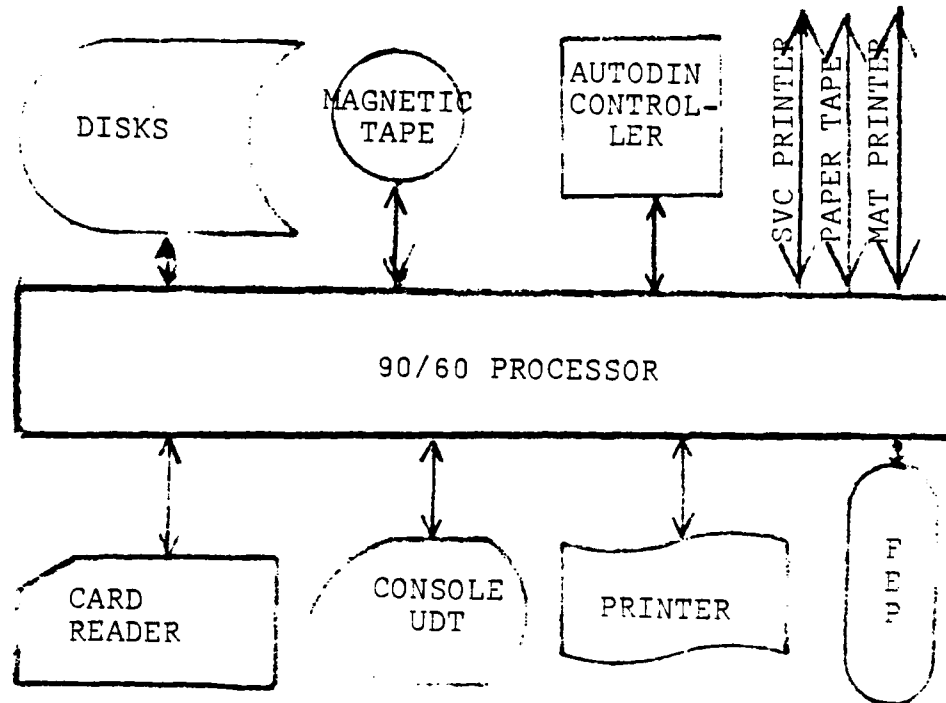 DISKS
MAGNETIC
TAPE
AUTODIN
CONTROL-
LER
SVC PRINTER
PAPER TAPE
MAT PRINTER
90/60 PROCESSOR
CARD
READER
CONSOLE
UDT
PRINTER
FEP